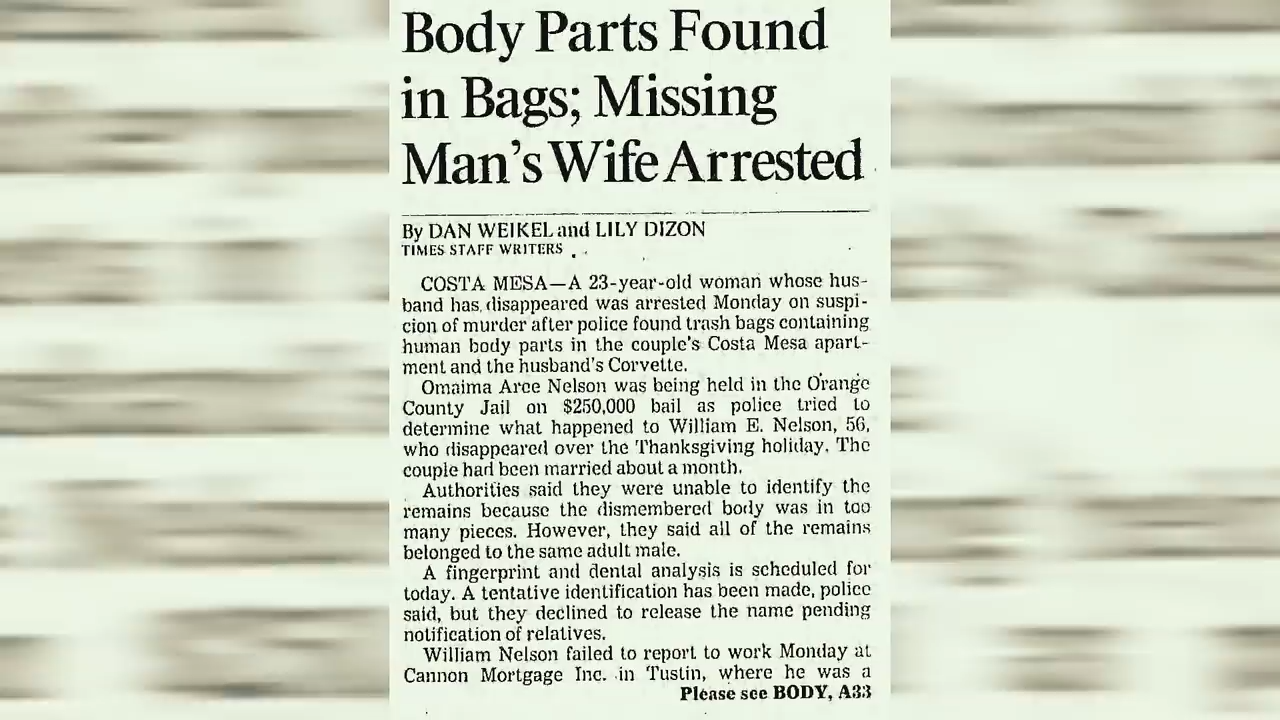 Body Parts Found
in Bags; Missing
Man's Wife Arrested
By DAN WEIKEL and LILY DIZON
TIMES STAFF WRITERS
COSTA MESA—A 23-year-old woman whose hus-
band has disappeared was arrested Monday on suspi-
cion of murder after police found trash bags containing
human body parts in the couple's Costa Mesa apart-
ment and the husband's Corvette.
Omaima Aree Nelson was being held in the Orange
County Jail on $250,000 bail as police tried to
determine what happened to William E. Nelson, 56,
who disappeared over the Thanksgiving holiday. The
couple had been married about a month.
Authorities said they were unable to identify the
remains because the dismembered body was in too
many pieces. However, they said all of the remains
belonged to the same adult male.
A fingerprint and dental analysis is scheduled for
today. A tentative identification has been made, police
said, but they declined to release the name pending
notification of relatives.
William Nelson failed to report to work Monday at
Cannon Mortgage Inc. in Tustin, where he was a
Please see BODY, A33